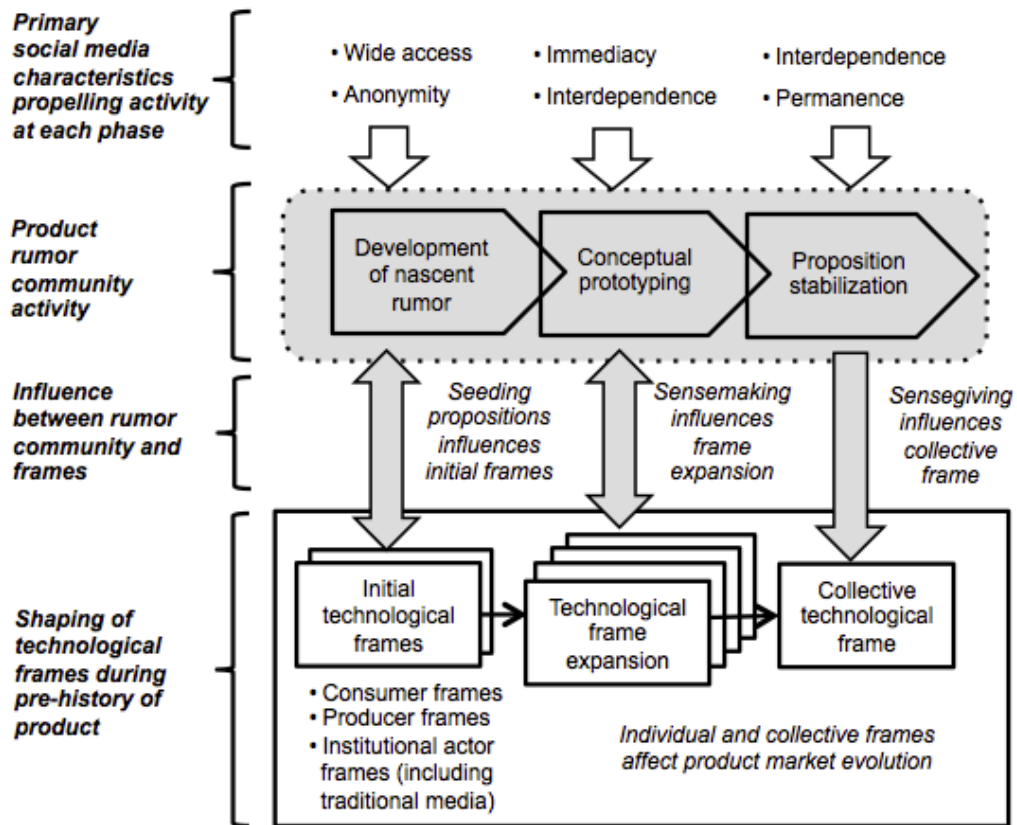 Primary
social media
characteristics
propelling activity
at each phase
• Wide access
• Anonymity
• Immediacy
• Interdependence
• Interdependence
• Permanence
Product
rumor
community
activity
Development
of nascent
rumor
Conceptual
prototyping
Proposition
stabilization
Influence
between rumor
community and
frames
Seeding
propositions
influences
initial frames
Sensemaking
influences
frame
expansion
Sensegiving
influences
collective
frame
Shaping of
technological
frames during
pre-history of
product
Initial
technological
frames
Technological
frame
expansion
Collective
technological
frame
• Consumer frames
• Producer frames
• Institutional actor
frames (including
traditional media)
Individual and collective frames
affect product market evolution